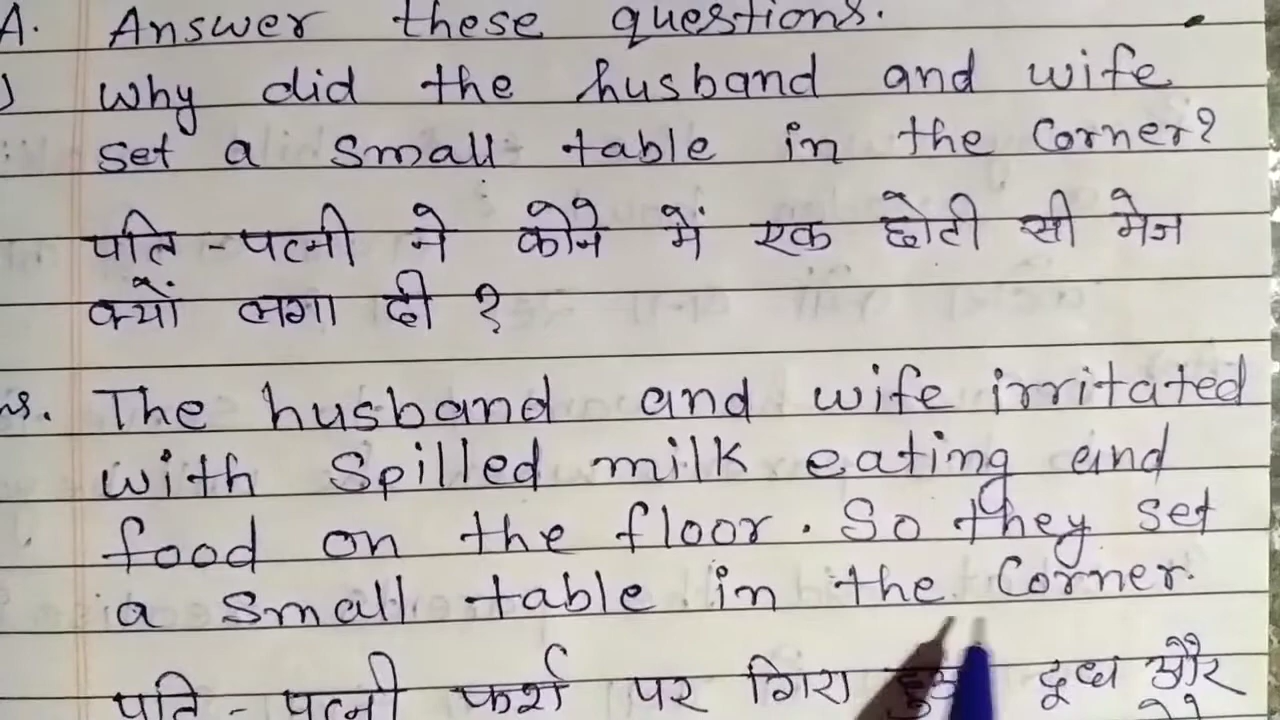 A. Answer these questions.
Why did the husband and wife
set a small table in the Corner?
पति - पत्नी ने कोने में एक छोटी सी मेज
क्यों लगा दी ?
ns. The husband and wife irritated
with Spilled milk eating and
food on the floor. So they set
a small table in the Corner.
पति - पत्नी फर्श पर गिरा हुआ दूध और